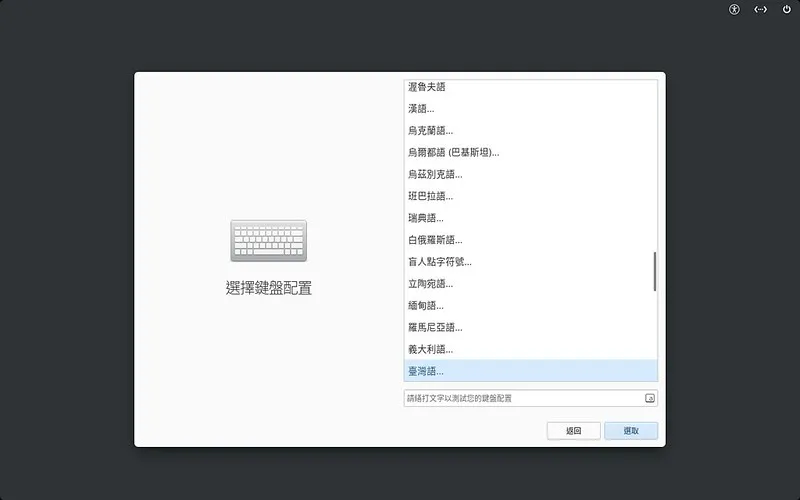 選擇鍵盤配置
渥魯夫語
漢語...
烏克蘭語...
烏爾都語 (巴基斯坦)...
烏茲別克語...
班巴拉語...
瑞典語...
白俄羅斯語...
盲人點字符號...
立陶宛語...
緬甸語...
羅馬尼亞語...
義大利語...
臺灣語...
請繕打文字以測試您的鍵盤配置
返回
選取